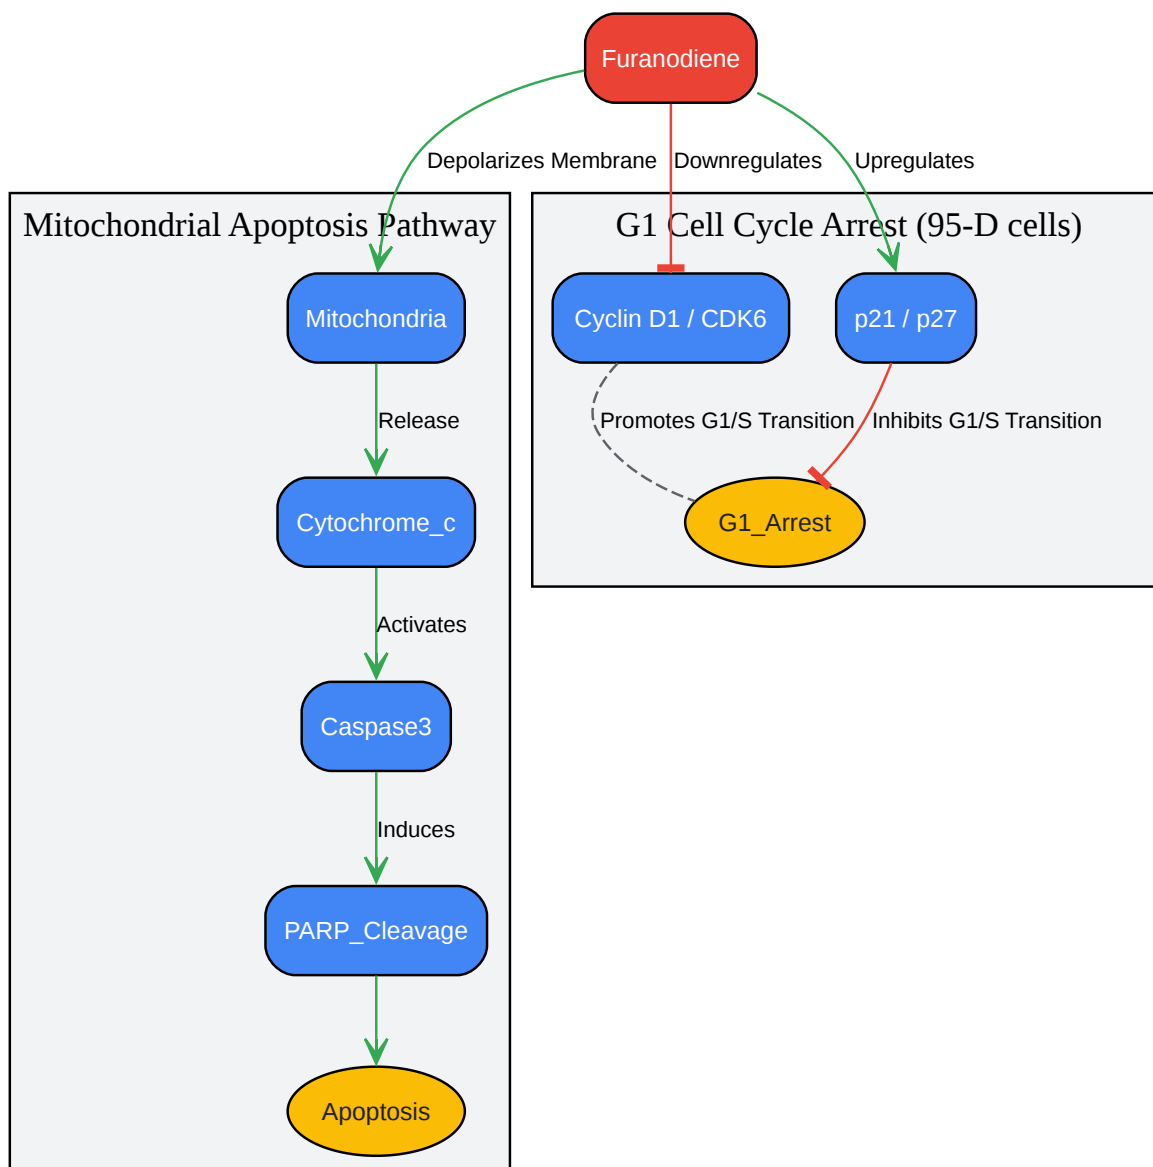 Furanodiene
Depolarizes Membrane
Downregulates
Upregulates
Mitochondrial Apoptosis Pathway
G1 Cell Cycle Arrest (95-D cells)
Mitochondria
Cyclin D1 / CDK6
p21 / p27
Release
Promotes G1/S Transition
Inhibits G1/S Transition
Cytochrome_c
G1_Arrest
Activates
Caspase3
Induces
PARP_Cleavage
Apoptosis